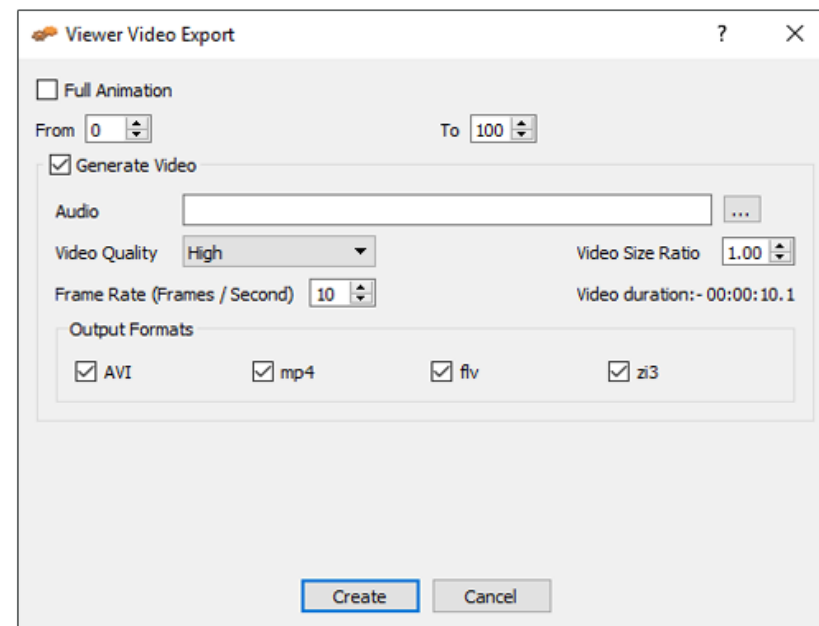 Viewer Video Export ?
Full Animation
From 0 To 100
Generate Video
Audio ...
Video Quality High Video Size Ratio 1.00
Frame Rate (Frames / Second) 10 Video duration:- 00:00:10.1
Output Formats
AVI mp4 flv zi3
Create Cancel